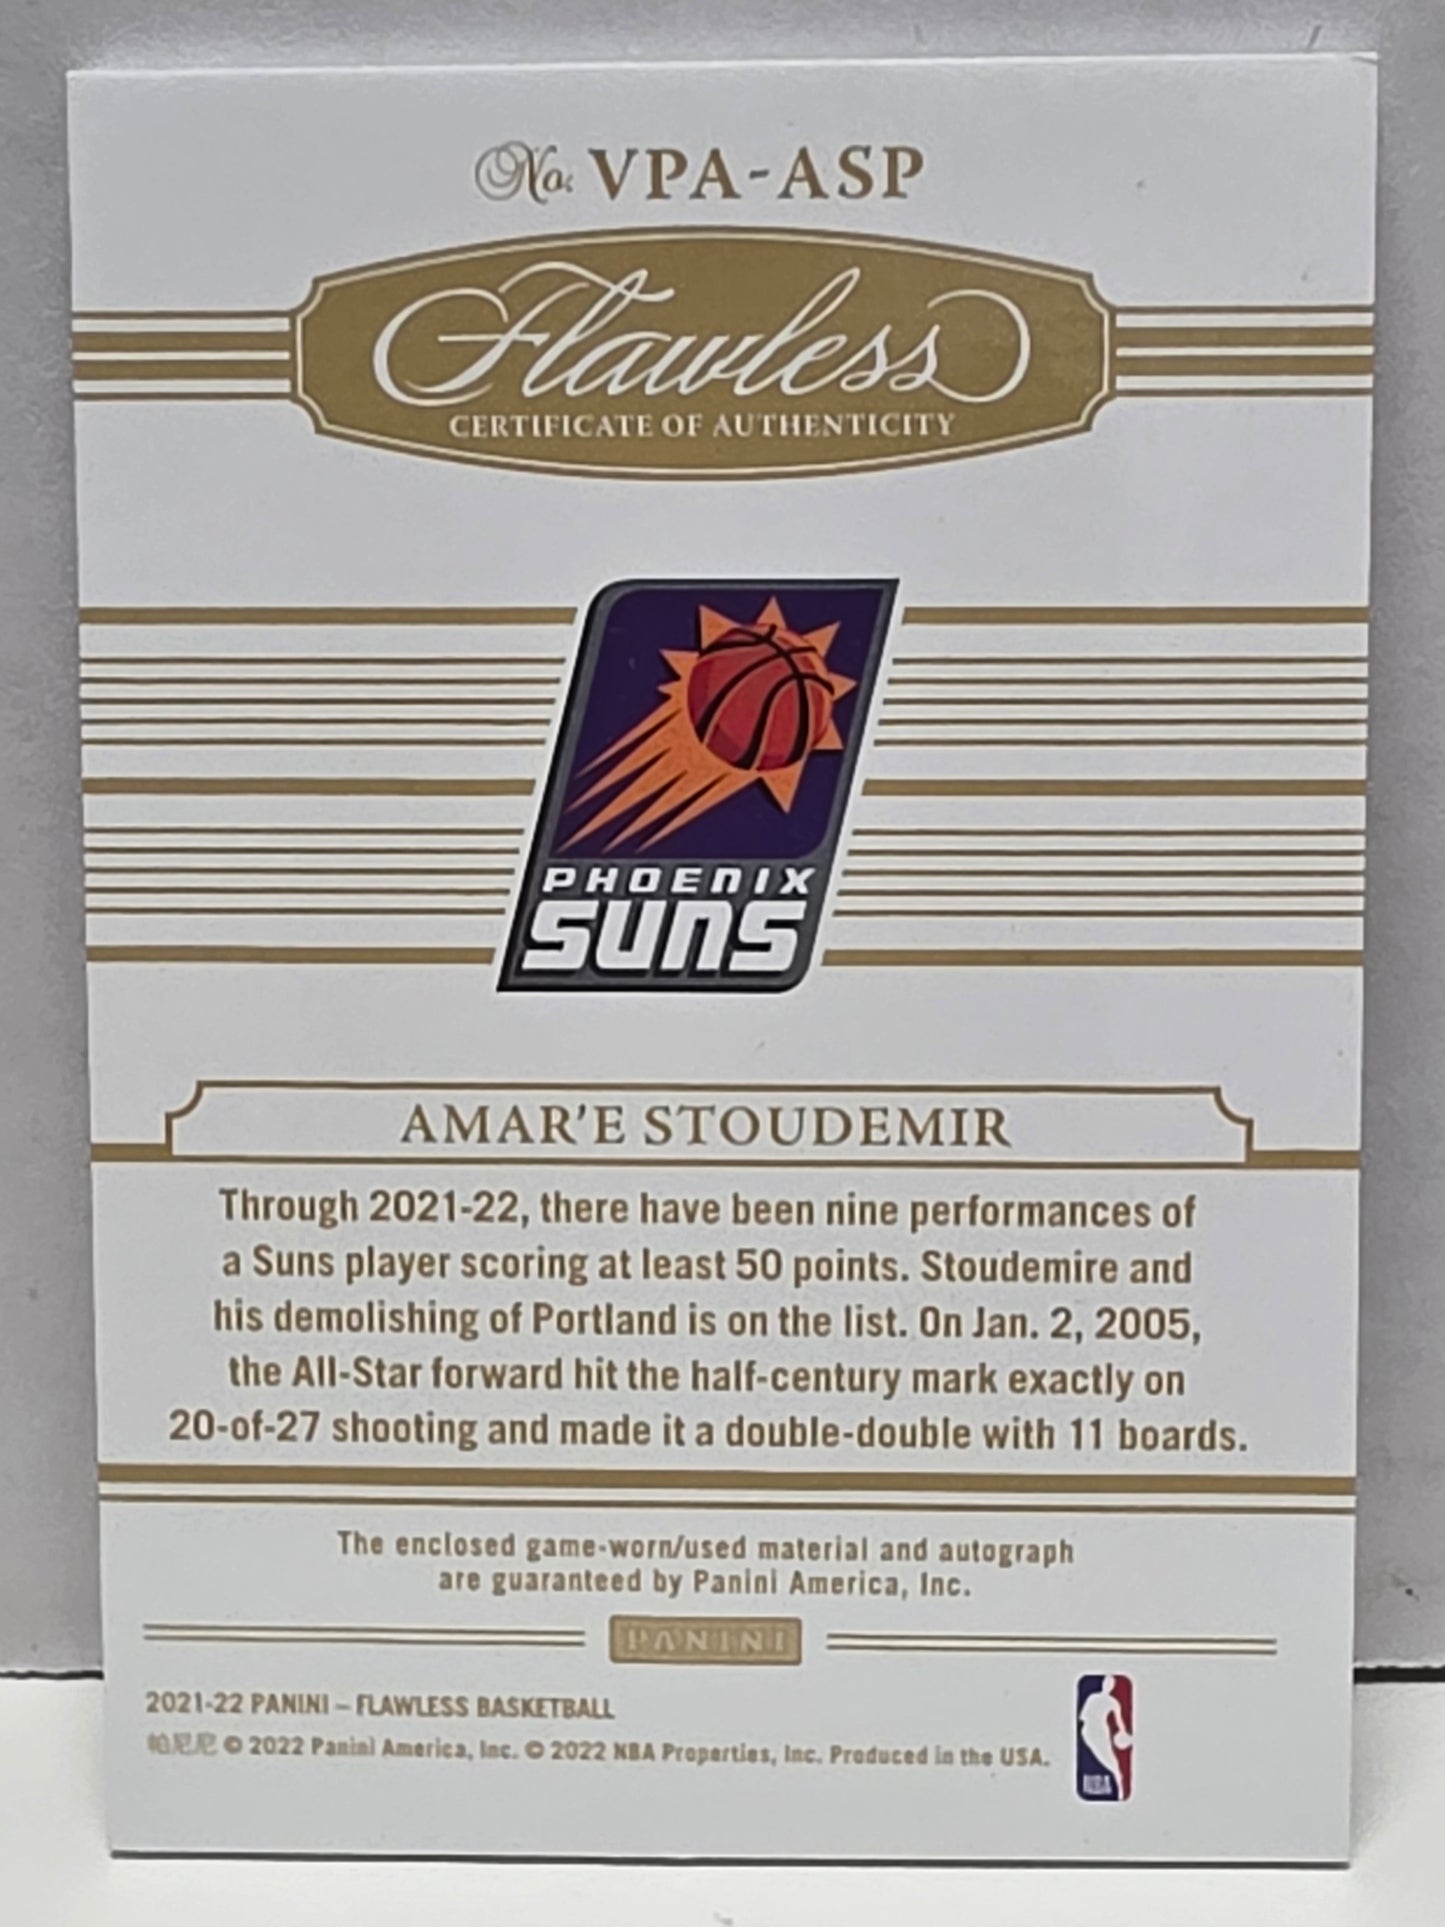 No: VPA-ASP
Flawless
CERTIFICATE OF AUTHENTICITY
PHOENIX
SUNS
AMAR'E STOUDEMIR
Through 2021-22, there have been nine performances of
a Suns player scoring at least 50 points. Stoudemire and
his demolishing of Portland is on the list. On Jan. 2, 2005,
the All-Star forward hit the half-century mark exactly on
20-of-27 shooting and made it a double-double with 11 boards.
The enclosed game-worn/used material and autograph
are guaranteed by Panini America, Inc.
PANINI
2021-22 PANINI – FLAWLESS BASKETBALL
帕尼尼 © 2022 Panini America, Inc. © 2022 NBA Properties, Inc. Produced in the USA.
NBA